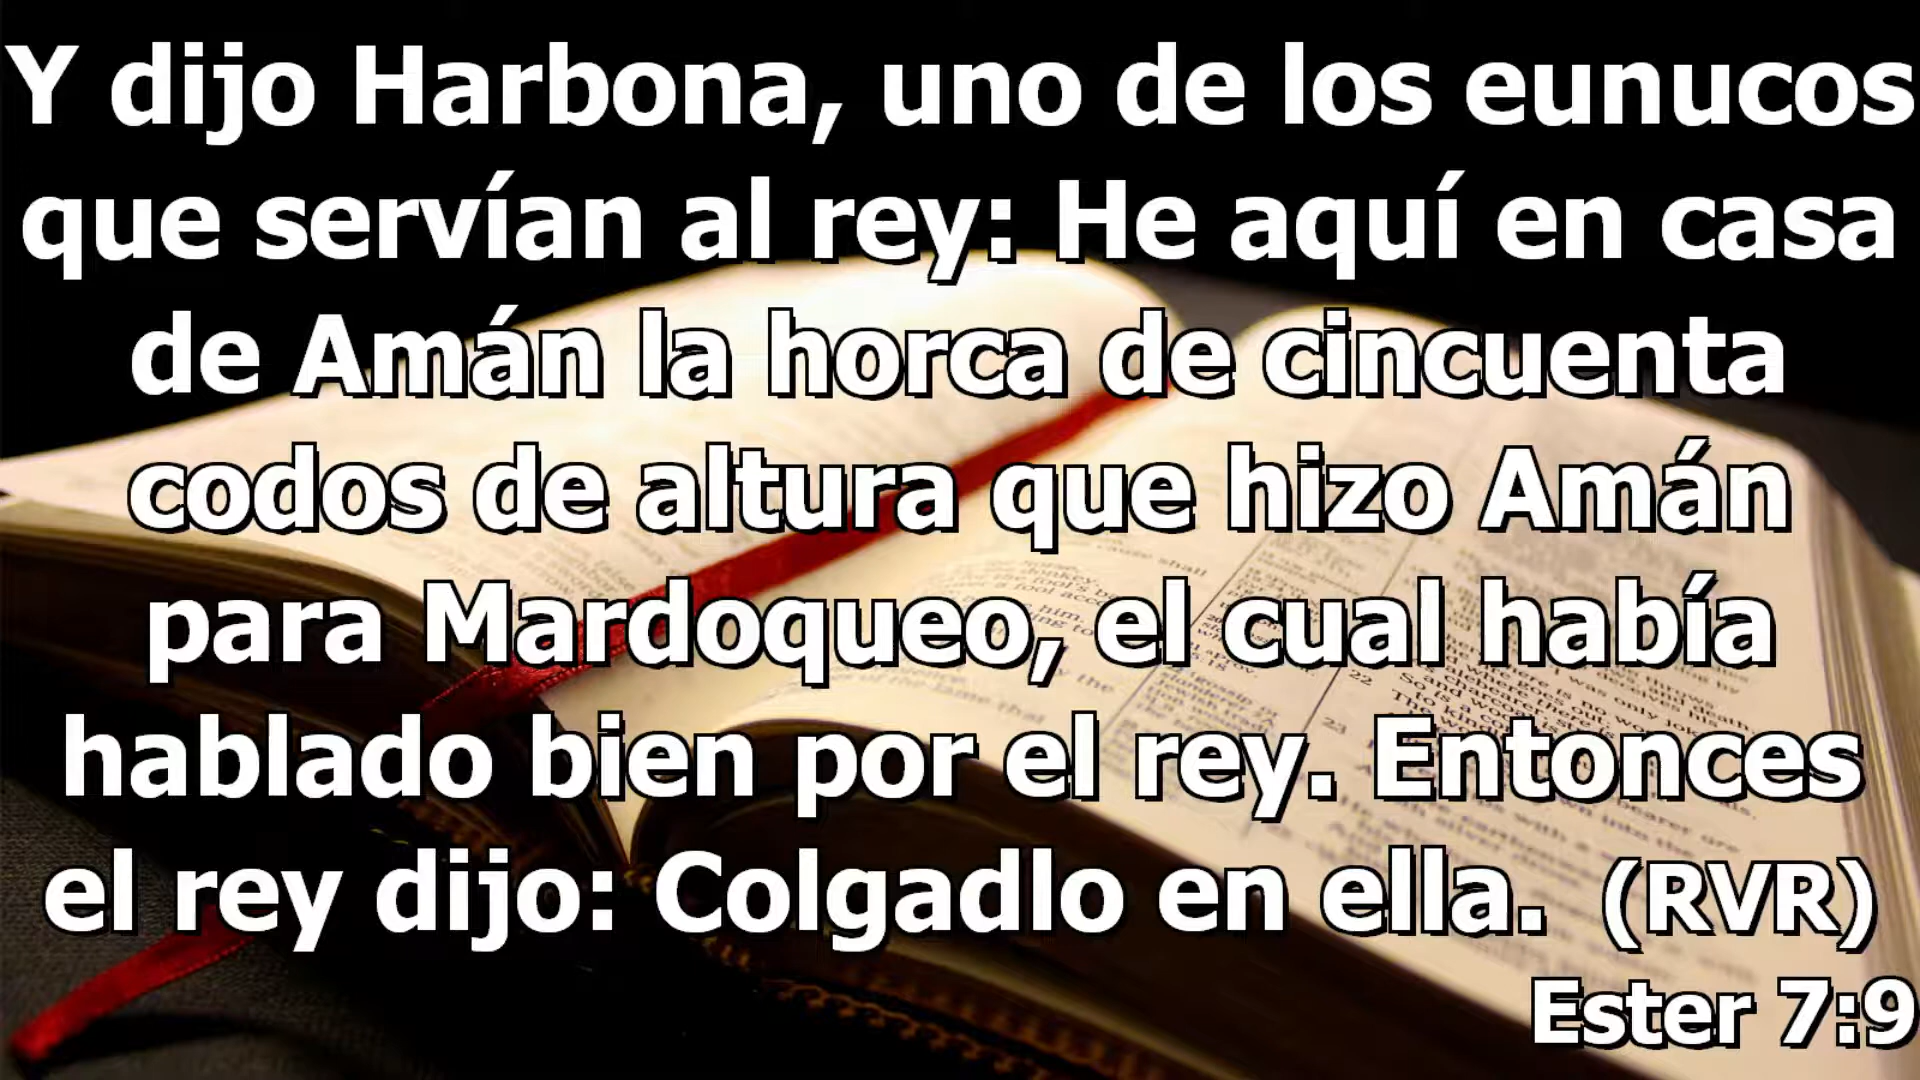 Y dijo Harbona, uno de los eunucos
que servían al rey: He aquí en casa
de Amán la horca de cincuenta
codos de altura que hizo Amán
para Mardoqueo, el cual había
hablado bien por el rey. Entonces
el rey dijo: Colgadlo en ella. (RVR)
Ester 7:9